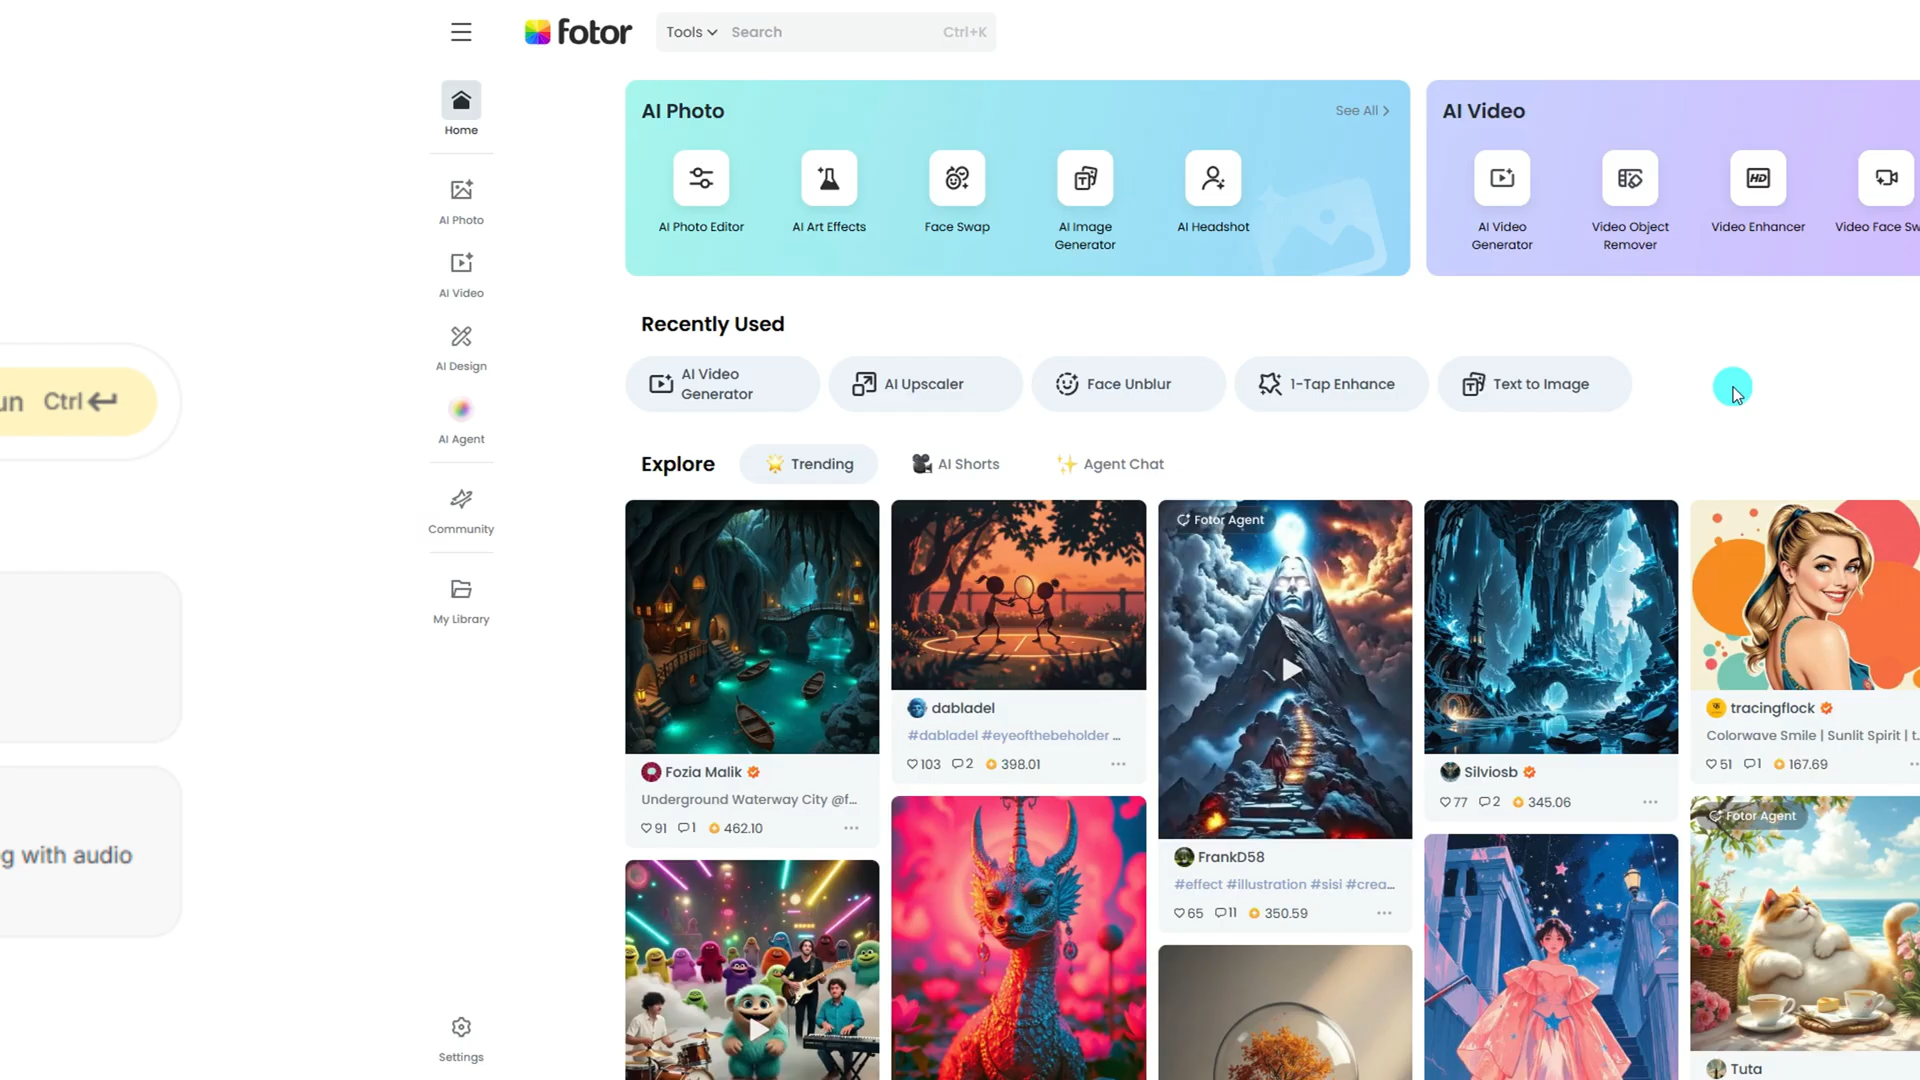 un Ctrl
g with audio
fotor
Tools
Search
Ctrl+K
Home
AI Photo
AI Video
AI Design
AI Agent
Community
My Library
Settings
AI Photo
See All
AI Photo Editor
AI Art Effects
Face Swap
AI Image
Generator
AI Headshot
AI Video
AI Video
Generator
Video Object
Remover
HD
Video Enhancer
Video Face Sw
Recently Used
AI Video
Generator
AI Upscaler
Face Unblur
1-Tap Enhance
Text to Image
Explore
Trending
AI Shorts
Agent Chat
Fozia Malik
Underground Waterway City @f...
91 1 462.10
dabladel
#dabladel #eyeofthebeholder ...
103 2 398.01
Fotor Agent
FrankD58
#effect #illustration #sisi #crea...
65 11 350.59
Silviosb
77 2 345.06
tracingflock
Colorwave Smile | Sunlit Spirit | t...
51 1 167.69
Fotor Agent
Tuta